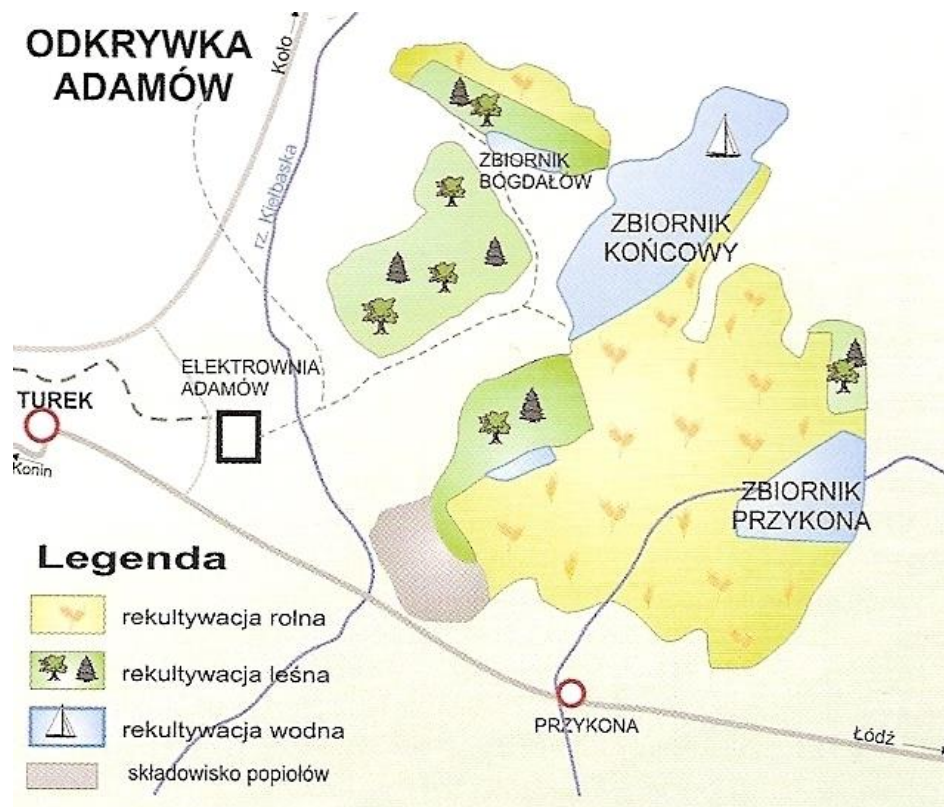 ODKRYWKA
ADAMÓW
Koło
rz. Kiełbaska
ZBIORNIK
BOGDAŁÓW
ZBIORNIK
KOŃCOWY
ELEKTROWNIA
ADAMÓW
TUREK
Konin
ZBIORNIK
PRZYKONA
Legenda
rekultywacja rolna
rekultywacja leśna
rekultywacja wodna
składowisko popiołów
PRZYKONA
Łódź